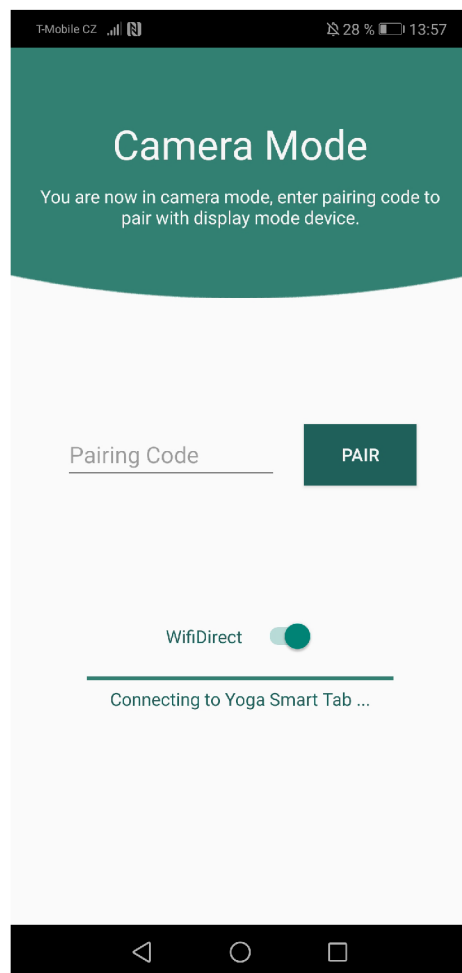 T-Mobile CZ 28 % 13:57
Camera Mode
You are now in camera mode, enter pairing code to
pair with display mode device.
Pairing Code PAIR
WifiDirect
Connecting to Yoga Smart Tab ...